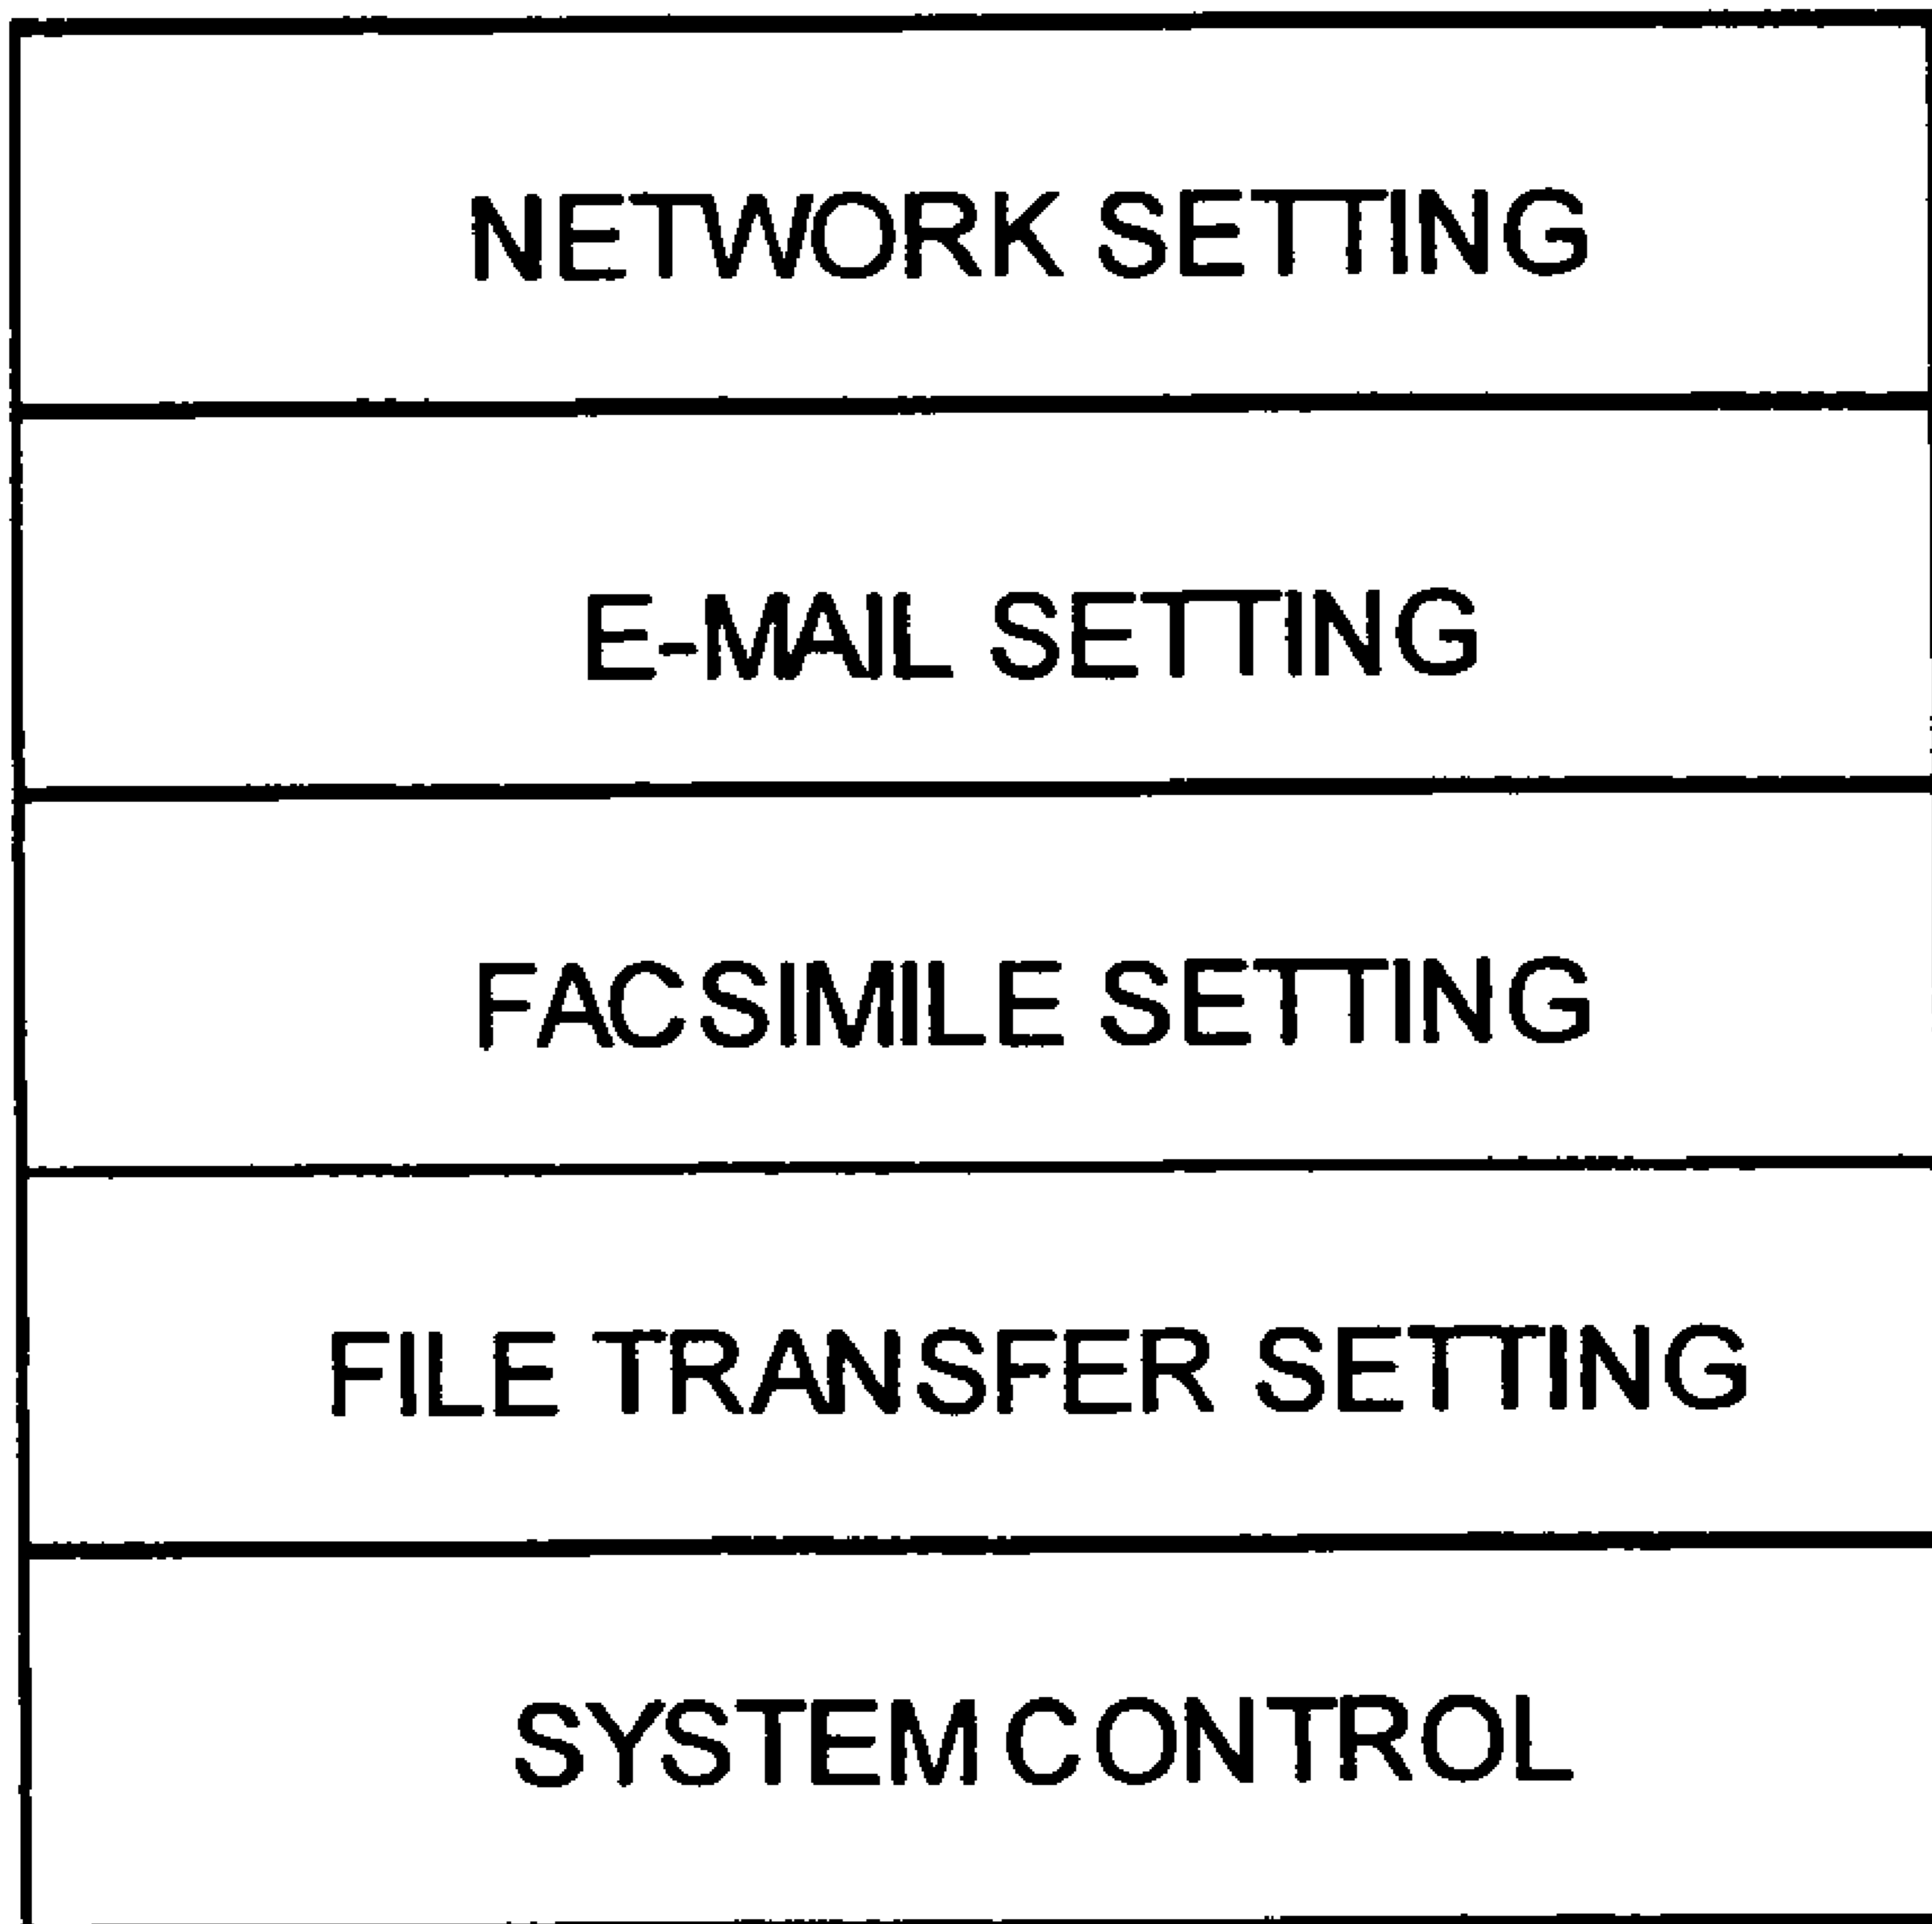 NETWORK SETTING
E-MAIL SETTING
FACSIMILE SETTING
FILE TRANSFER SETTING
SYSTEM CONTROL